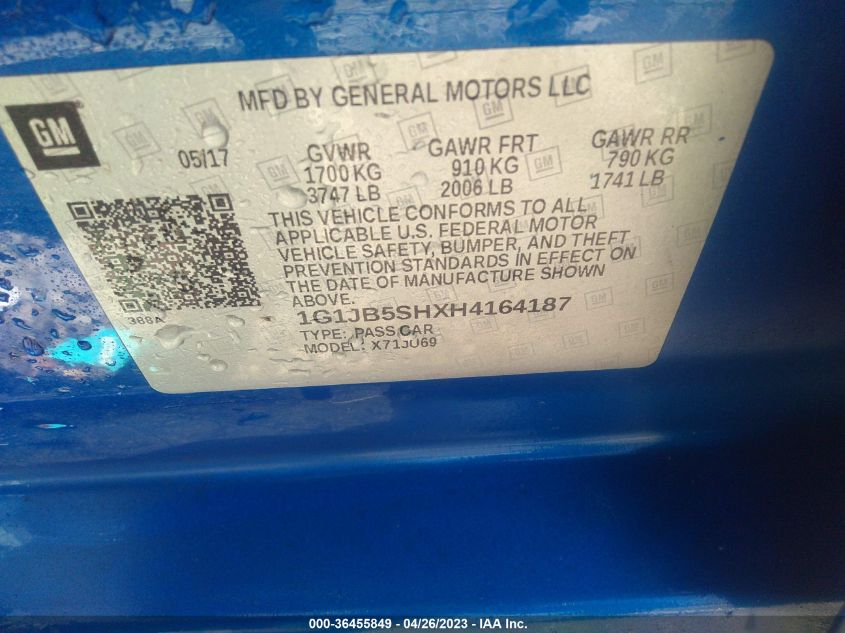 MFD BY GENERAL MOTORS LLC
GM
05/17
GVWR
1700 KG
3747 LB
GAWR FRT
910 KG
2006 LB
GAWR RR
790 KG
1741 LB
THIS VEHICLE CONFORMS TO ALL
APPLICABLE U.S. FEDERAL MOTOR
VEHICLE SAFETY, BUMPER, AND THEFT
PREVENTION STANDARDS IN EFFECT ON
THE DATE OF MANUFACTURE SHOWN
ABOVE.
368A
1G1JB5SHXH4164187
TYPE: PASS CAR
MODEL: X71JU69
000-36455849 - 04/26/2023 - IAA Inc.